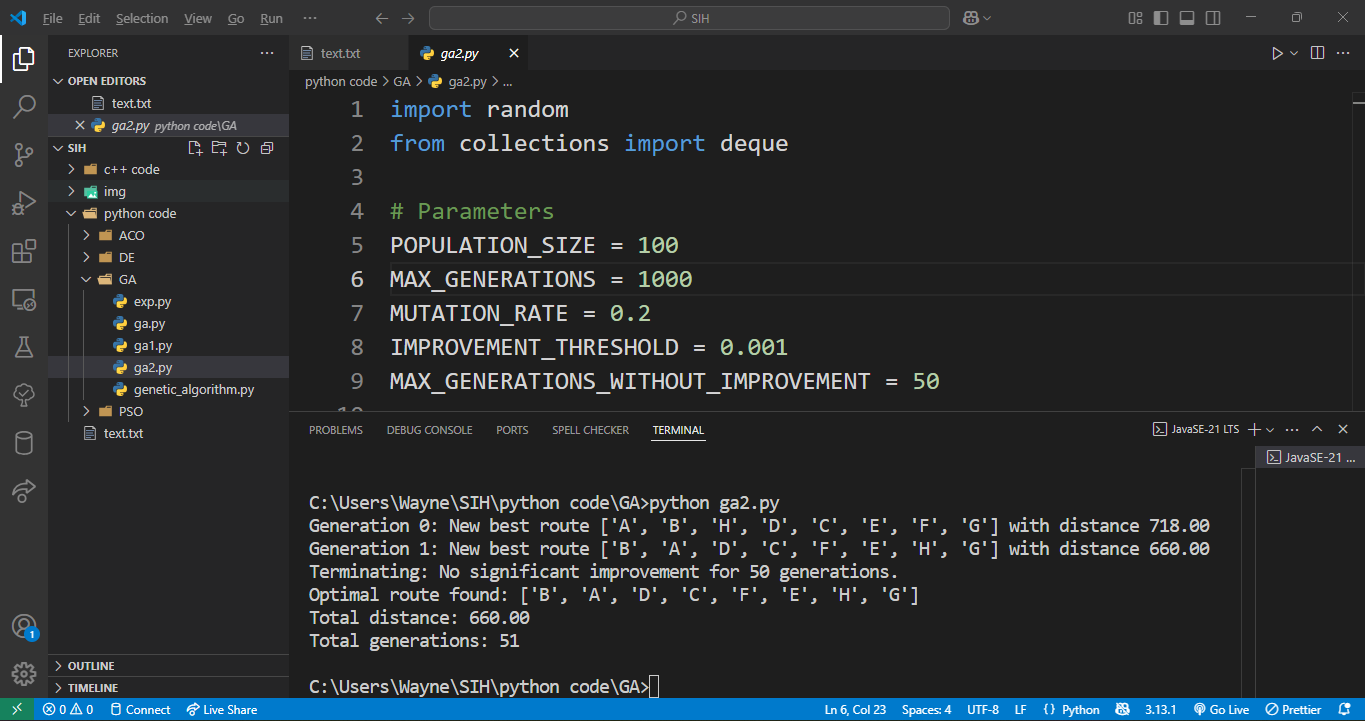 File Edit Selection View Go Run ··· SIH
EXPLORER ···
OPEN EDITORS
text.txt
ga2.py python code\GA
SIH
c++ code
img
python code
ACO
DE
GA
exp.py
ga.py
ga1.py
ga2.py
genetic_algorithm.py
PSO
text.txt
OUTLINE
TIMELINE
text.txt ga2.py
python code > GA > ga2.py > ...
1 import random
2 from collections import deque
3
4 # Parameters
5 POPULATION_SIZE = 100
6 MAX_GENERATIONS = 1000
7 MUTATION_RATE = 0.2
8 IMPROVEMENT_THRESHOLD = 0.001
9 MAX_GENERATIONS_WITHOUT_IMPROVEMENT = 50
PROBLEMS DEBUG CONSOLE PORTS SPELL CHECKER TERMINAL JavaSE-21 LTS
JavaSE-21 ...
C:\Users\Wayne\SIH\python code\GA>python ga2.py
Generation 0: New best route ['A', 'B', 'H', 'D', 'C', 'E', 'F', 'G'] with distance 718.00
Generation 1: New best route ['B', 'A', 'D', 'C', 'F', 'E', 'H', 'G'] with distance 660.00
Terminating: No significant improvement for 50 generations.
Optimal route found: ['B', 'A', 'D', 'C', 'F', 'E', 'H', 'G']
Total distance: 660.00
Total generations: 51
C:\Users\Wayne\SIH\python code\GA>
1
0 0 Connect Live Share Ln 6, Col 23 Spaces: 4 UTF-8 LF {} Python 3.13.1 Go Live Prettier